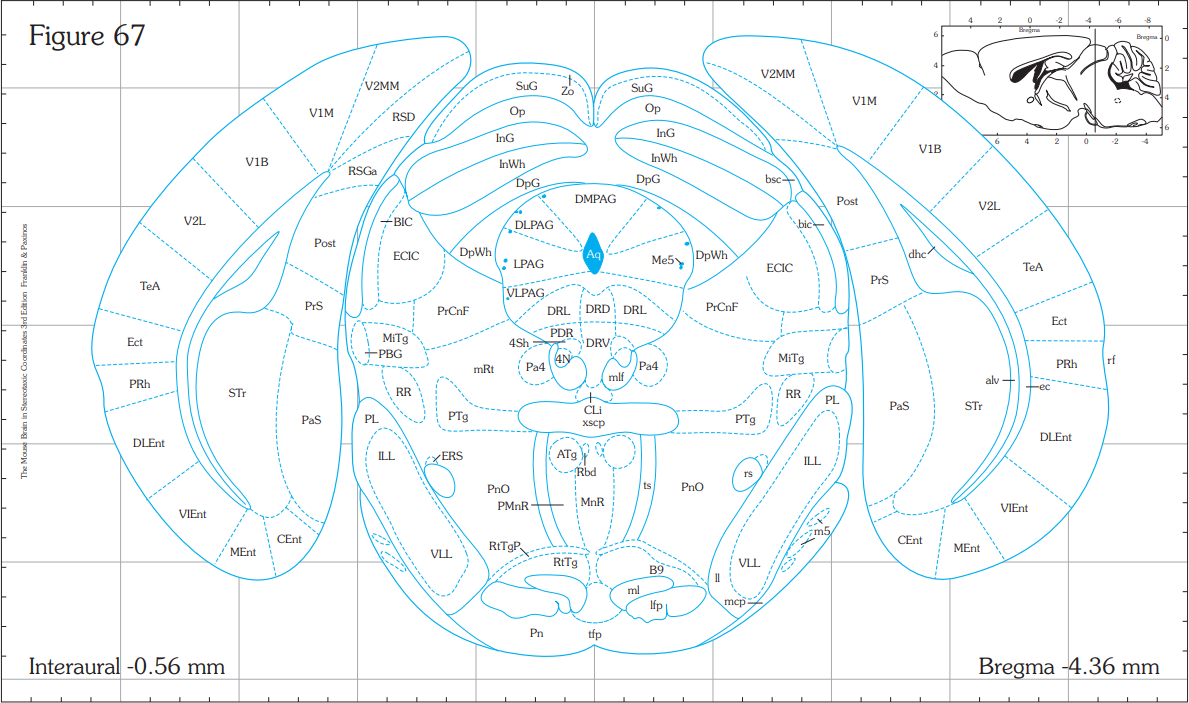 Figure 67
4 2 0 -2 -4 -6 -8
Bregma
Bregma
6
0
4
2
2
4
6
6 4 2 0 -2 -4
V2MM
SuG
Zo
SuG
V2MM
V1M
RSD
Op
Op
V1M
InG
InG
V1B
InWh
InWh
V1B
RSGa
DpG
DpG
bsc
DMPAG
Post
V2L
BIC
DLPAG
bic
V2L
Post
ECIC
DpWh
LPAG
Aq
Me5
DpWh
ECIC
dhc
TeA
VLPAG
PrS
TeA
PrS
PrCnF
DRL
DRD
DRL
PrCnF
Ect
MiTg
PDR
4Sh
DRV
Ect
PBG
4N
MiTg
mRt
Pa4
mlf
Pa4
PRh
rf
PRh
STr
RR
RR
alv
ec
PL
PTg
CLi
xscp
PTg
PL
PaS
STr
PaS
DLEnt
ILL
ERS
ATg
Rbd
rs
ILL
DLEnt
PnO
ts
PnO
PMnR
MnR
VIEnt
VIEnt
CEnt
m5
CEnt
MEnt
RtTgP
MEnt
VLL
RtTg
B9
VLL
ll
ml
lfp
mcp
Pn
tfp
Interaural -0.56 mm
Bregma -4.36 mm
The Mouse Brain in Stereotaxic Coordinates 3rd Edition Franklin & Paxinos